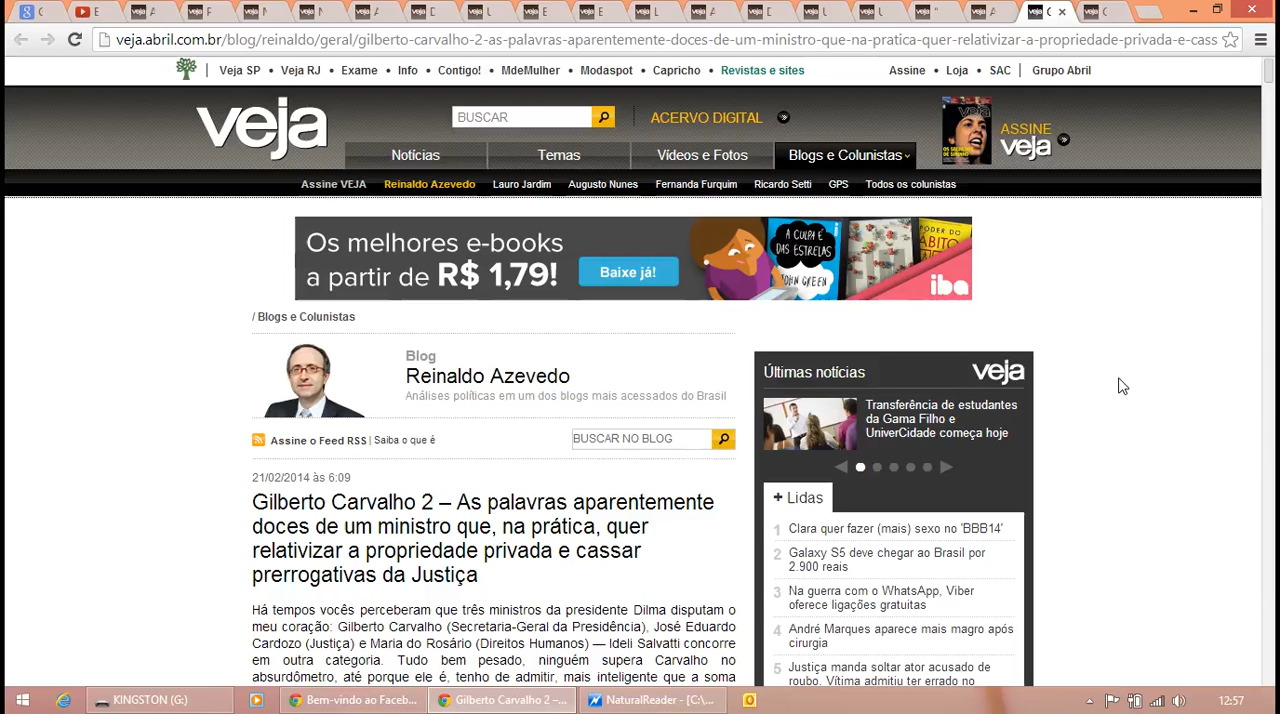 veja.abril.com.br/blog/reinaldo/geral/gilberto-carvalho-2-as-palavras-aparentemente-doces-de-um-ministro-que-na-pratica-quer-relativizar-a-propriedade-privada-e-cass
Veja SP • Veja RJ • Exame • Info • Contigo! • MdeMulher • Modaspot • Capricho • Revistas e sites
Assine • Loja • SAC | Grupo Abril
veja
BUSCAR
ACERVO DIGITAL
ASSINE
veja
Notícias
Temas
Vídeos e Fotos
Blogs e Colunistas
Assine VEJA Reinaldo Azevedo Lauro Jardim Augusto Nunes Fernanda Furquim Ricardo Setti GPS Todos os colunistas
Os melhores e-books
a partir de R$ 1,79!
Baixe já!
A CULPA É
DAS ESTRELAS
JOHN GREEN
PODER DO
ÁBITO
iba
/ Blogs e Colunistas
Blog
Reinaldo Azevedo
Análises políticas em um dos blogs mais acessados do Brasil
Assine o Feed RSS | Saiba o que é
BUSCAR NO BLOG
21/02/2014 às 6:09
Gilberto Carvalho 2 – As palavras aparentemente
doces de um ministro que, na prática, quer
relativizar a propriedade privada e cassar
prerrogativas da Justiça
Há tempos vocês perceberam que três ministros da presidente Dilma disputam o
meu coração: Gilberto Carvalho (Secretaria-Geral da Presidência), José Eduardo
Cardozo (Justiça) e Maria do Rosário (Direitos Humanos) — Ideli Salvatti concorre
em outra categoria. Tudo bem pesado, ninguém supera Carvalho no
absurdômetro, até porque ele é, tenho de admitir, mais inteligente que a soma
Últimas notícias
veja
Transferência de estudantes
da Gama Filho e
UniverCidade começa hoje
+ Lidas
1 Clara quer fazer (mais) sexo no 'BBB14'
2 Galaxy S5 deve chegar ao Brasil por
2.900 reais
3 Na guerra com o WhatsApp, Viber
oferece ligações gratuitas
4 André Marques aparece mais magro após
cirurgia
5 Justiça manda soltar ator acusado de
roubo. Vítima admitiu ter errado no
KINGSTON (G:)
Bem-vindo ao Faceb...
Gilberto Carvalho 2 –...
NaturalReader - [C:\...
12:57